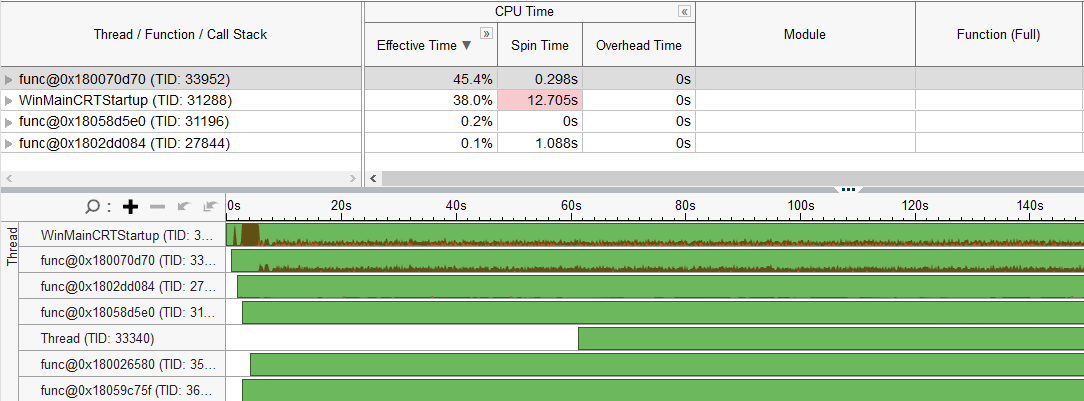 Thread / Function / Call Stack CPU Time « Module Function (Full)
Effective Time ▼ » Spin Time Overhead Time
func@0x180070d70 (TID: 33952) 45.4% 0.298s 0s
WinMainCRTStartup (TID: 31288) 38.0% 12.705s 0s
func@0x18058d5e0 (TID: 31196) 0.2% 0s 0s
func@0x1802dd084 (TID: 27844) 0.1% 1.088s 0s
0s 20s 40s 60s 80s 100s 120s 140s
Thread
WinMainCRTStartup (TID: 3...
func@0x180070d70 (TID: 33...
func@0x1802dd084 (TID: 27...
func@0x18058d5e0 (TID: 31...
Thread (TID: 33340)
func@0x180026580 (TID: 35...
func@0x18059c75f (TID: 36...